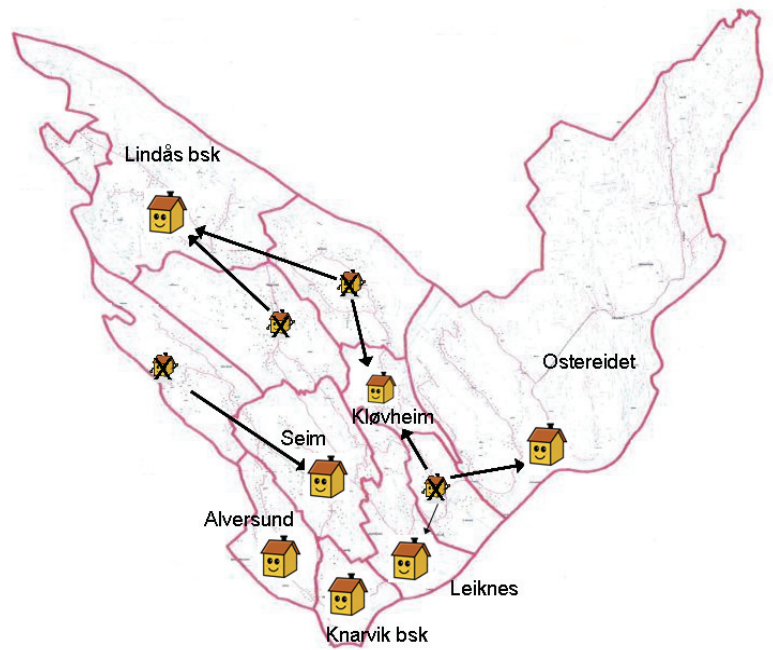 Lindås bsk
Ostereidet
Kløvheim
Seim
Alversund
Leiknes
Knarvik bsk